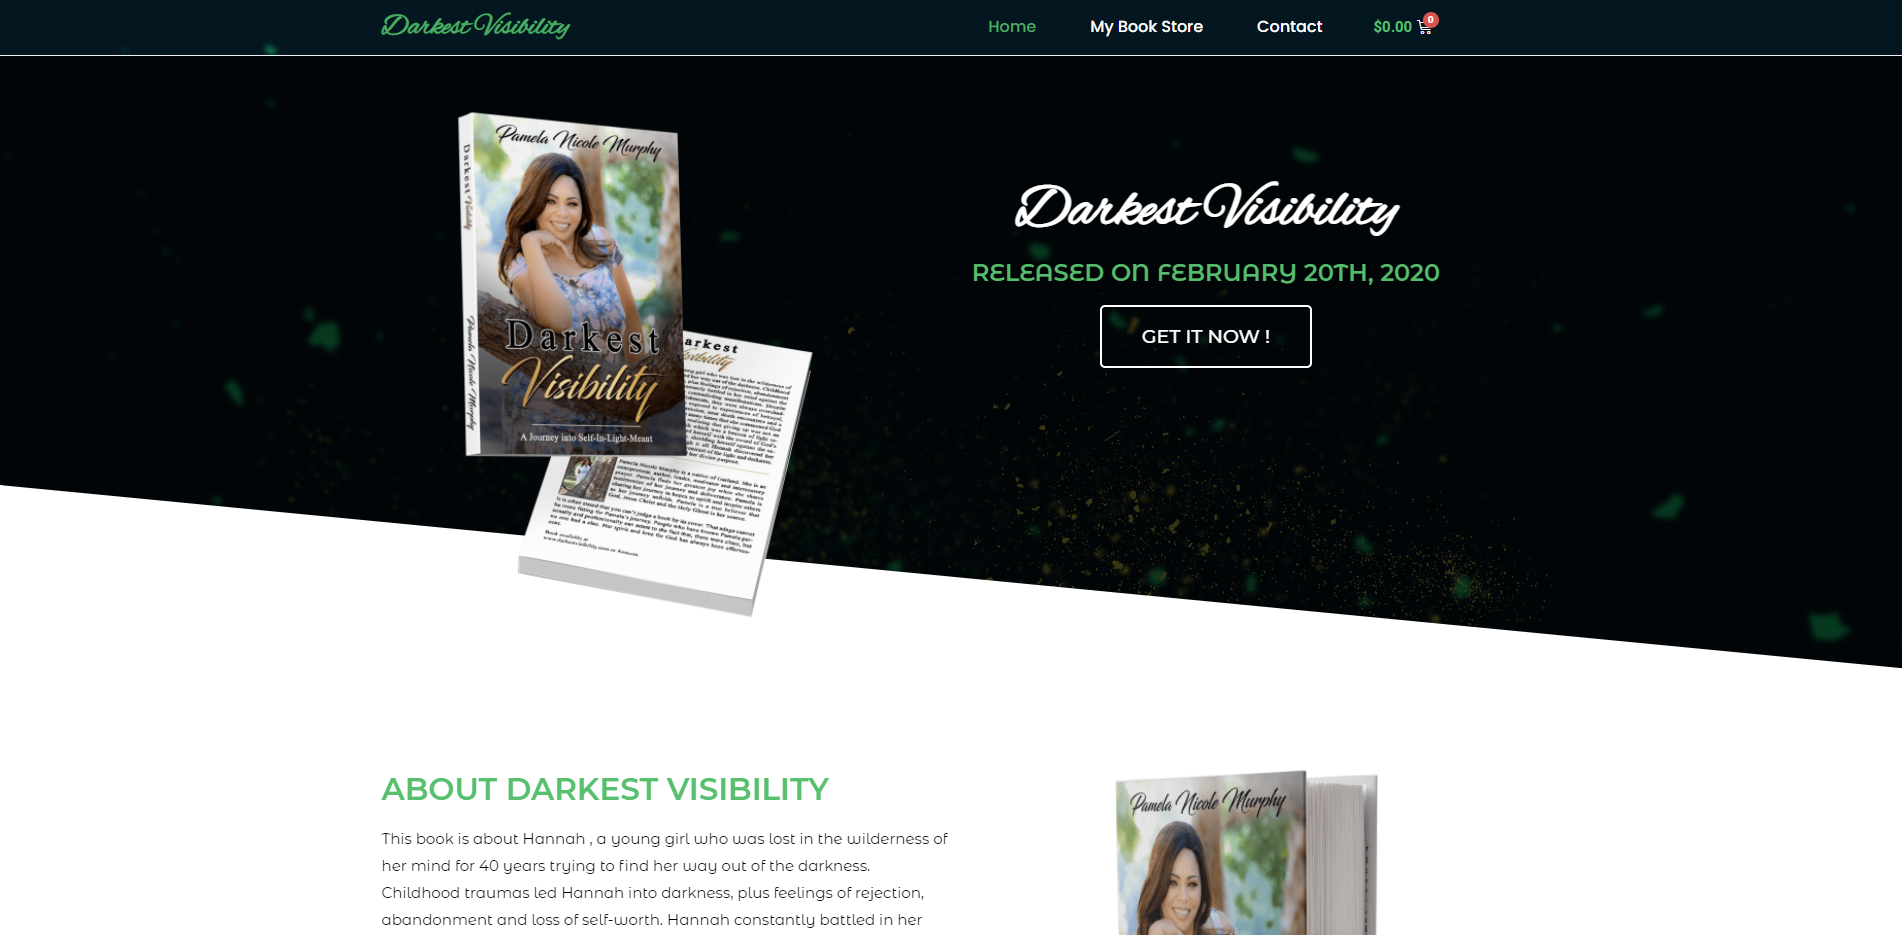 Darkest Visibility
Home
My Book Store
Contact
$0.00
0
Pamela Nicole Murphy
Darkest Visibility
Pamela Nicole Murphy
Darkest
Visibility
A Journey into Self-In-Light-Meant
Darkest Visibility
RELEASED ON FEBRUARY 20TH, 2020
GET IT NOW !
ABOUT DARKEST VISIBILITY
This book is about Hannah , a young girl who was lost in the wilderness of
her mind for 40 years trying to find her way out of the darkness.
Childhood traumas led Hannah into darkness, plus feelings of rejection,
abandonment and loss of self-worth. Hannah constantly battled in her
Pamela Nicole Murphy